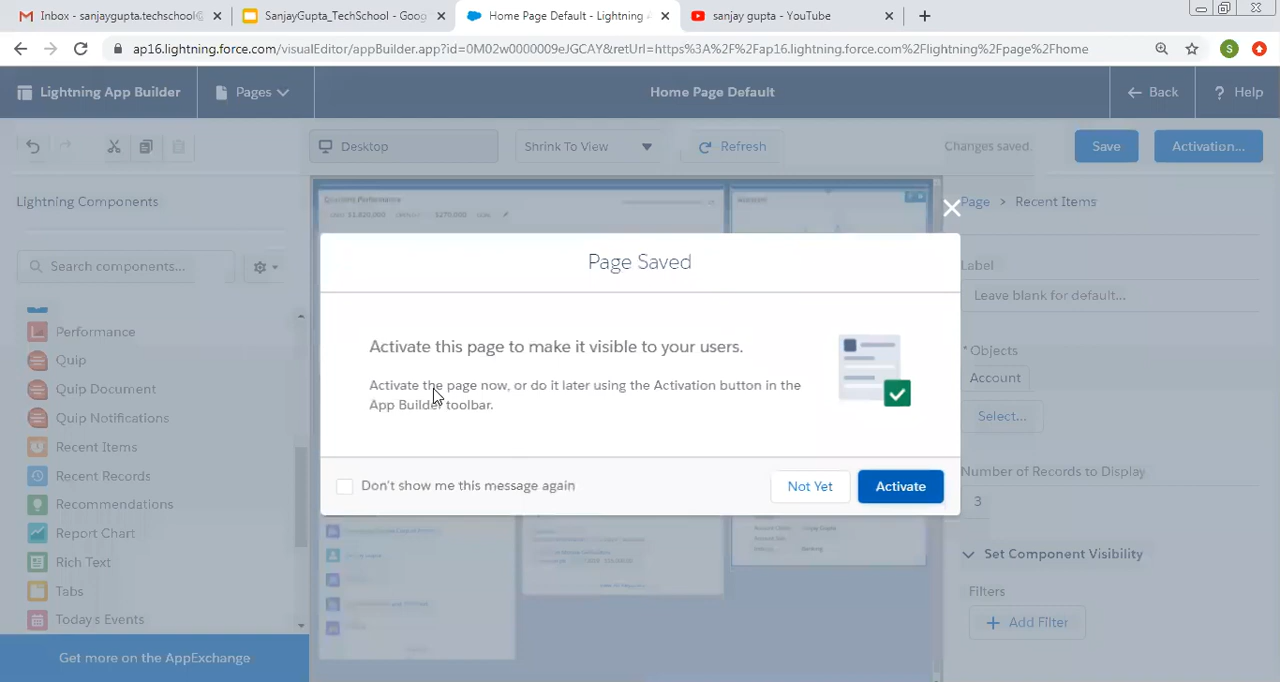 Inbox - sanjaygupta.techschool@
SanjayGupta_TechSchool - Goog
Home Page Default - Lightning A
sanjay gupta - YouTube
ap16.lightning.force.com/visualEditor/appBuilder.app?id=0M02w0000009eJGCAY&retUrl=https%3A%2F%2Fap16.lightning.force.com%2Flightning%2Fpage%2Fhome
S
Lightning App Builder
Pages
Home Page Default
Back
? Help
Desktop
Shrink To View
Refresh
Changes saved.
Save
Activation...
Lightning Components
Search components...
Performance
Quip
Quip Document
Quip Notifications
Recent Items
Recent Records
Recommendations
Report Chart
Rich Text
Tabs
Today's Events
Get more on the AppExchange
Quarterly Performance
$270,000
Page Saved
Activate this page to make it visible to your users.
Activate the page now, or do it later using the Activation button in the
App Builder toolbar.
Don't show me this message again
Not Yet
Activate
Page > Recent Items
Label
Leave blank for default...
* Objects
Account
Select...
Number of Records to Display
3
Set Component Visibility
Filters
+ Add Filter